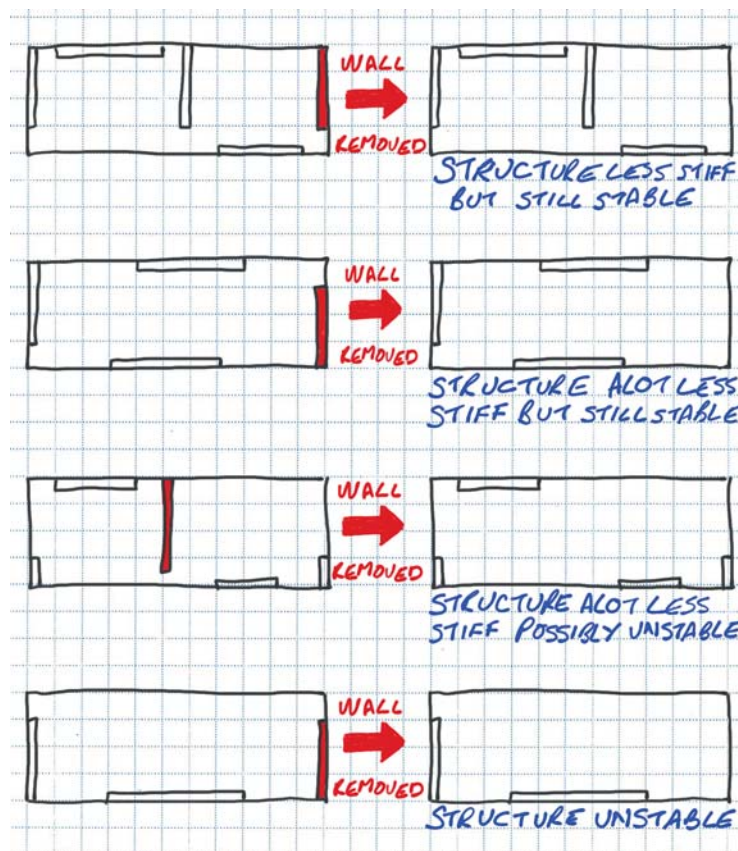 WALL
REMOVED
STRUCTURE LESS STIFF
BUT STILL STABLE
WALL
REMOVED
STRUCTURE ALOT LESS
STIFF BUT STILL STABLE
WALL
REMOVED
STRUCTURE ALOT LESS
STIFF POSSIBLY UNSTABLE
WALL
REMOVED
STRUCTURE UNSTABLE